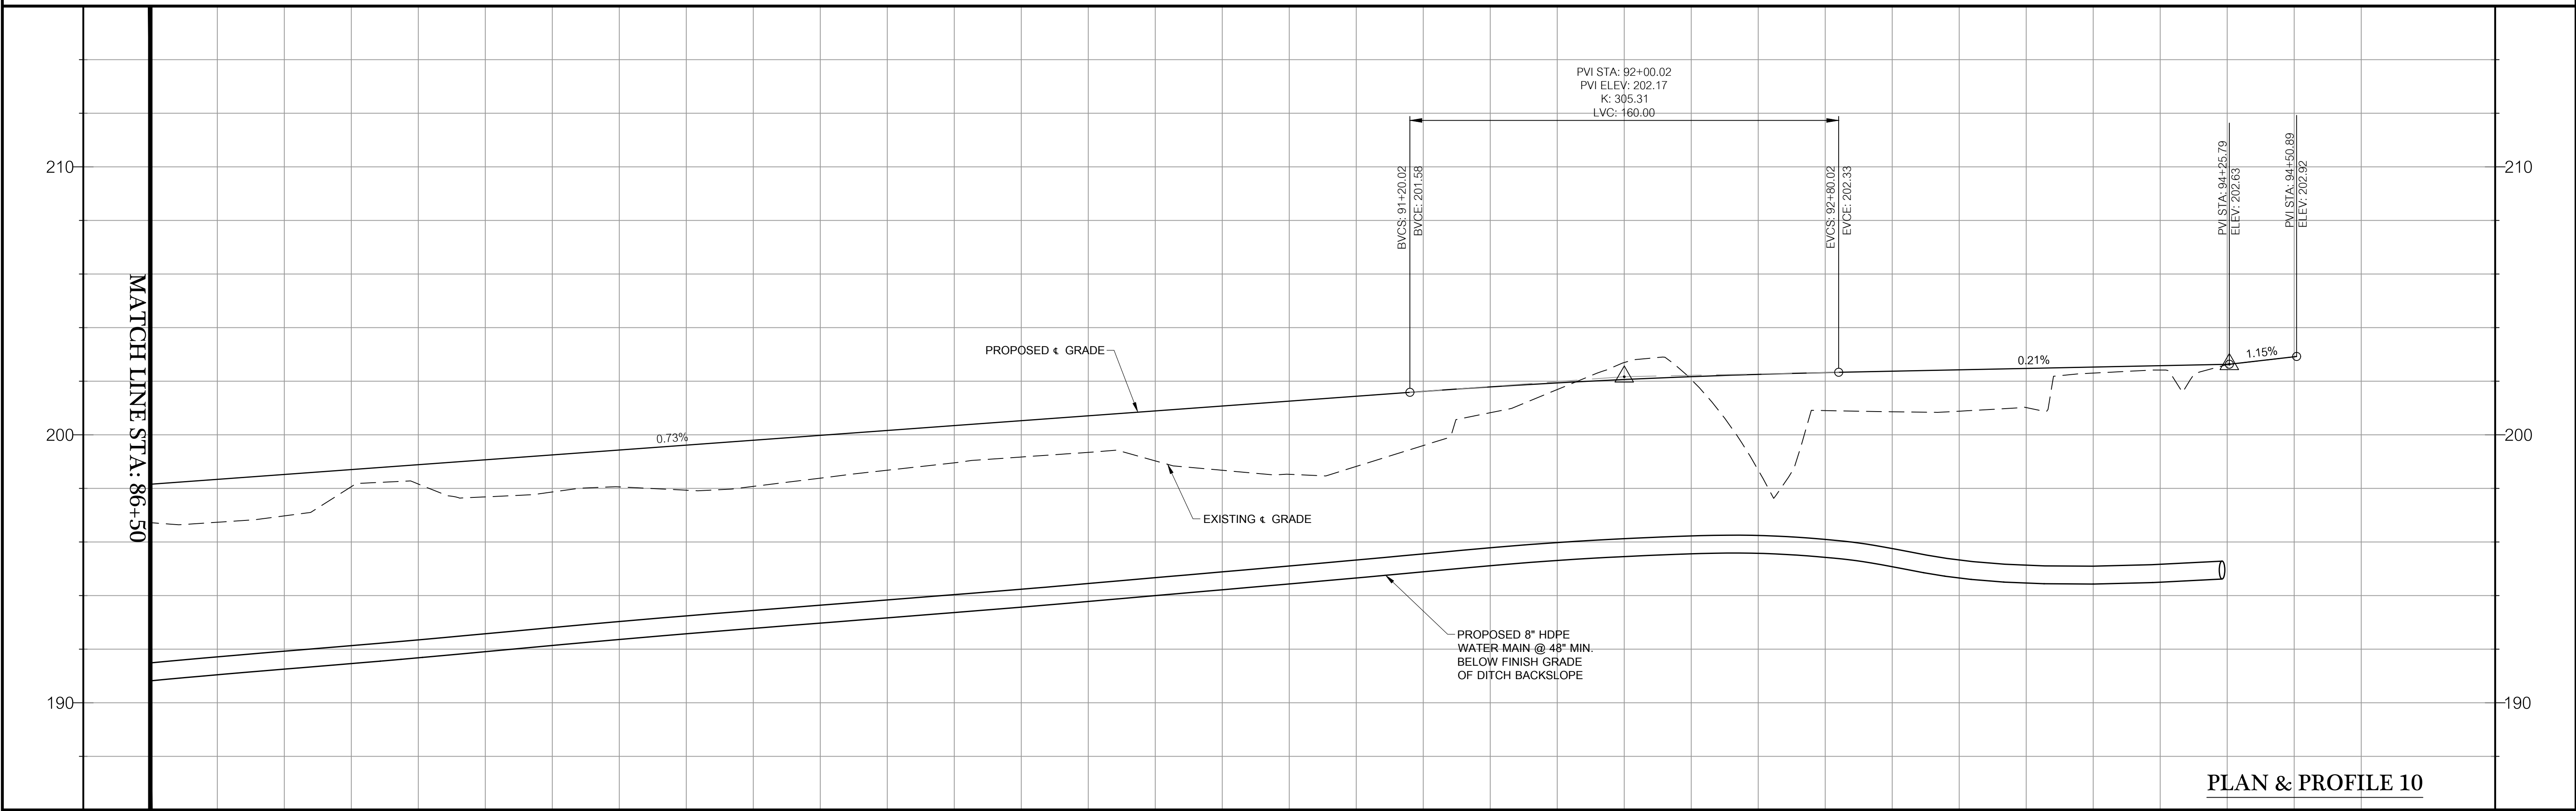 PVI STA: 92+00.02
PVI ELEV: 202.17
K: 305.31
LVC: 160.00
BVCS: 91+20.02
BVCE: 201.58
EVCS: 92+80.02
EVCE: 202.33
PVI STA: 94+25.79
ELEV: 202.63
PVI STA: 94+50.89
ELEV: 202.92
210
210
MATCH LINE STA: 86+50
PROPOSED ℄ GRADE
0.73%
0.21%
1.15%
200
200
EXISTING ℄ GRADE
PROPOSED 8" HDPE
WATER MAIN @ 48" MIN.
BELOW FINISH GRADE
OF DITCH BACKSLOPE
190
190
PLAN & PROFILE 10